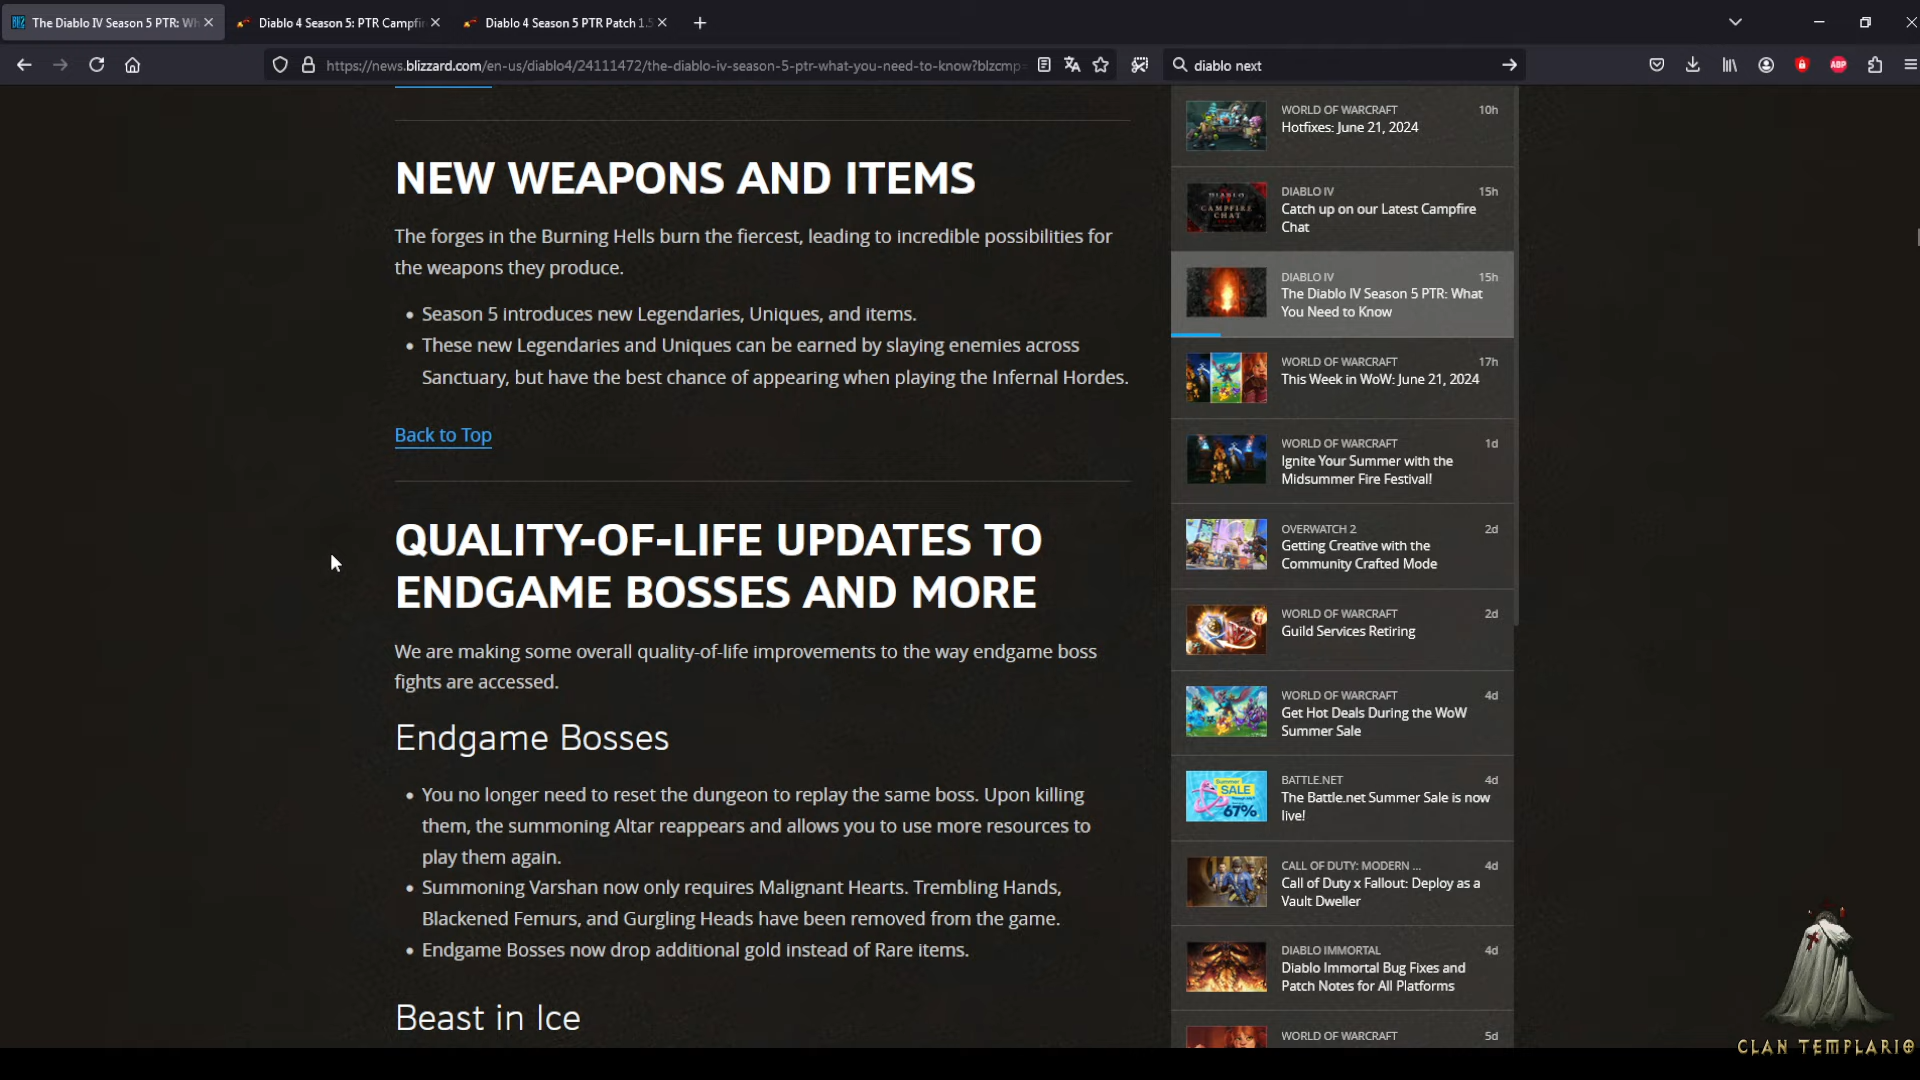 The Diablo IV Season 5 PTR: Wh
Diablo 4 Season 5: PTR Campfir
Diablo 4 Season 5 PTR Patch 1.5
https://news.blizzard.com/en-us/diablo4/24111472/the-diablo-iv-season-5-ptr-what-you-need-to-know?blzcmp=
diablo next
ABP
NEW WEAPONS AND ITEMS
The forges in the Burning Hells burn the fiercest, leading to incredible possibilities for
the weapons they produce.
• Season 5 introduces new Legendaries, Uniques, and items.
• These new Legendaries and Uniques can be earned by slaying enemies across
Sanctuary, but have the best chance of appearing when playing the Infernal Hordes.
Back to Top
QUALITY-OF-LIFE UPDATES TO
ENDGAME BOSSES AND MORE
We are making some overall quality-of-life improvements to the way endgame boss
fights are accessed.
Endgame Bosses
• You no longer need to reset the dungeon to replay the same boss. Upon killing
them, the summoning Altar reappears and allows you to use more resources to
play them again.
• Summoning Varshan now only requires Malignant Hearts. Trembling Hands,
Blackened Femurs, and Gurgling Heads have been removed from the game.
• Endgame Bosses now drop additional gold instead of Rare items.
Beast in Ice
WORLD OF WARCRAFT 10h
Hotfixes: June 21, 2024
DIABLO
CAMPFIRE
CHAT
DIABLO IV 15h
Catch up on our Latest Campfire
Chat
DIABLO IV 15h
The Diablo IV Season 5 PTR: What
You Need to Know
WORLD OF WARCRAFT 17h
This Week in WoW: June 21, 2024
WORLD OF WARCRAFT 1d
Ignite Your Summer with the
Midsummer Fire Festival!
OVERWATCH 2 2d
Getting Creative with the
Community Crafted Mode
WORLD OF WARCRAFT 2d
Guild Services Retiring
WORLD OF WARCRAFT 4d
Get Hot Deals During the WoW
Summer Sale
Summer
SALE
67%
BATTLE.NET 4d
The Battle.net Summer Sale is now
live!
CALL OF DUTY: MODERN ... 4d
Call of Duty x Fallout: Deploy as a
Vault Dweller
DIABLO IMMORTAL 4d
Diablo Immortal Bug Fixes and
Patch Notes for All Platforms
WORLD OF WARCRAFT 5d
CLAN TEMPLARIO